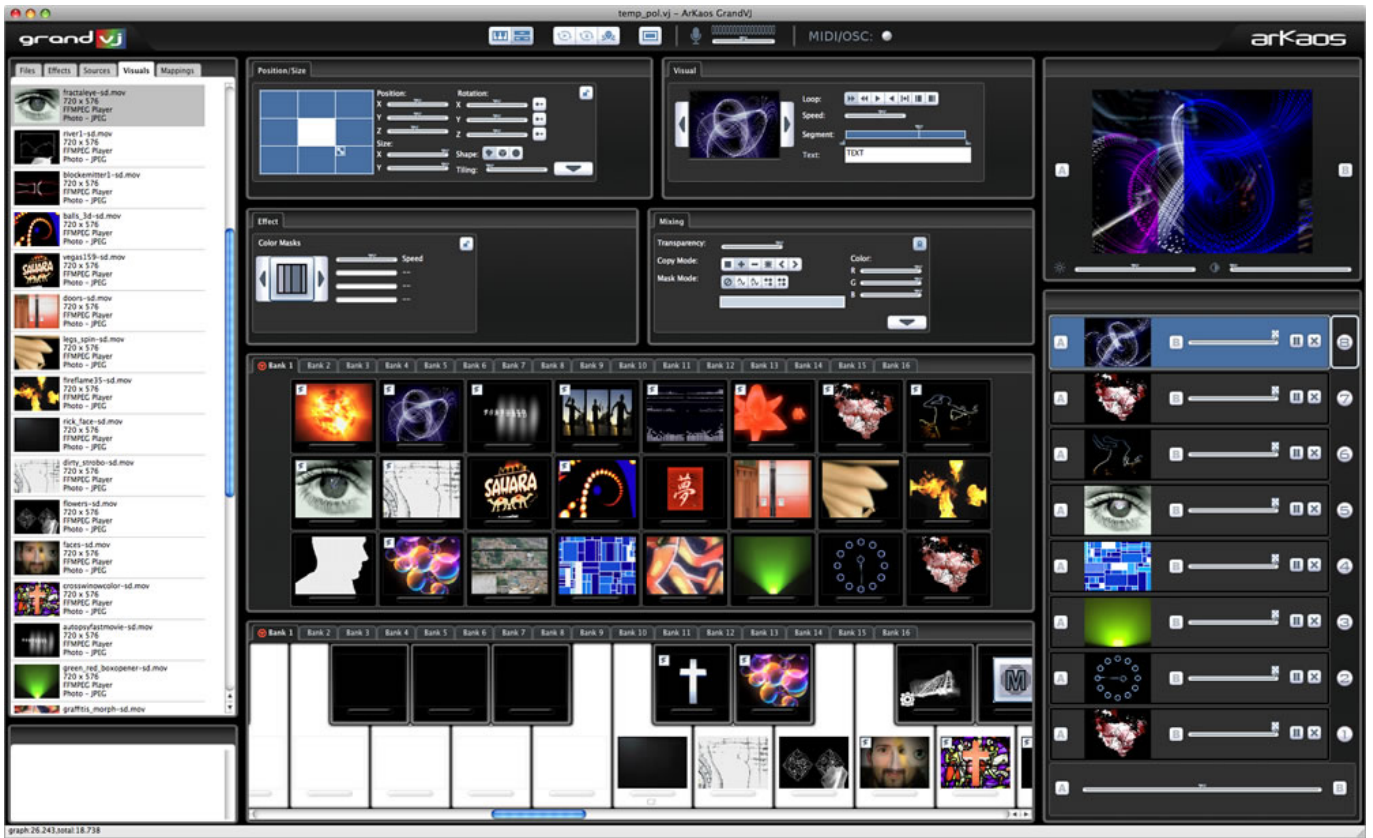 temp_pol.vj – ArKaos GrandVJ
grand vj
MIDI/OSC:
arKaos
Files Effects Sources Visuals Mappings
fractaleye-sd.mov
720 x 576
FFMPEG Player
Photo – JPEG
river1-sd.mov
720 x 576
FFMPEG Player
Photo – JPEG
blockemitter1-sd.mov
720 x 576
FFMPEG Player
Photo – JPEG
balls_3d-sd.mov
720 x 576
FFMPEG Player
Photo – JPEG
vegas159-sd.mov
720 x 576
FFMPEG Player
Photo – JPEG
doors-sd.mov
720 x 576
FFMPEG Player
Photo – JPEG
legs_spin-sd.mov
720 x 576
FFMPEG Player
Photo – JPEG
fireflame35-sd.mov
720 x 576
FFMPEG Player
Photo – JPEG
rick_face-sd.mov
720 x 576
FFMPEG Player
Photo – JPEG
dirty_strobo-sd.mov
720 x 576
FFMPEG Player
Photo – JPEG
flowers-sd.mov
720 x 576
FFMPEG Player
Photo – JPEG
faces-sd.mov
720 x 576
FFMPEG Player
Photo – JPEG
crosswinowcolor-sd.mov
720 x 576
FFMPEG Player
Photo – JPEG
autopsyfastmovie-sd.mov
720 x 576
FFMPEG Player
Photo – JPEG
green_red_boxopener-sd.mov
720 x 576
FFMPEG Player
Photo – JPEG
graffitis_morph-sd.mov
Position/Size
Position: Rotation:
X X
Y Y
Z Z
Size:
X Shape:
Y Tiling:
Visual
Loop:
Speed:
Segment:
Text: TEXT
A B
Effect
Color Masks
Speed
--
--
--
Mixing
Transparency:
Copy Mode: Color:
R
Mask Mode: G
B
Bank 1 Bank 2 Bank 3 Bank 4 Bank 5 Bank 6 Bank 7 Bank 8 Bank 9 Bank 10 Bank 11 Bank 12 Bank 13 Bank 14 Bank 15 Bank 16
SAHARA
夢
Bank 1 Bank 2 Bank 3 Bank 4 Bank 5 Bank 6 Bank 7 Bank 8 Bank 9 Bank 10 Bank 11 Bank 12 Bank 13 Bank 14 Bank 15 Bank 16
M
C2
A B 8
A B 7
A B 6
A B 5
A B 4
A B 3
A B 2
A B 1
A B
graph:26.243,total:18.738